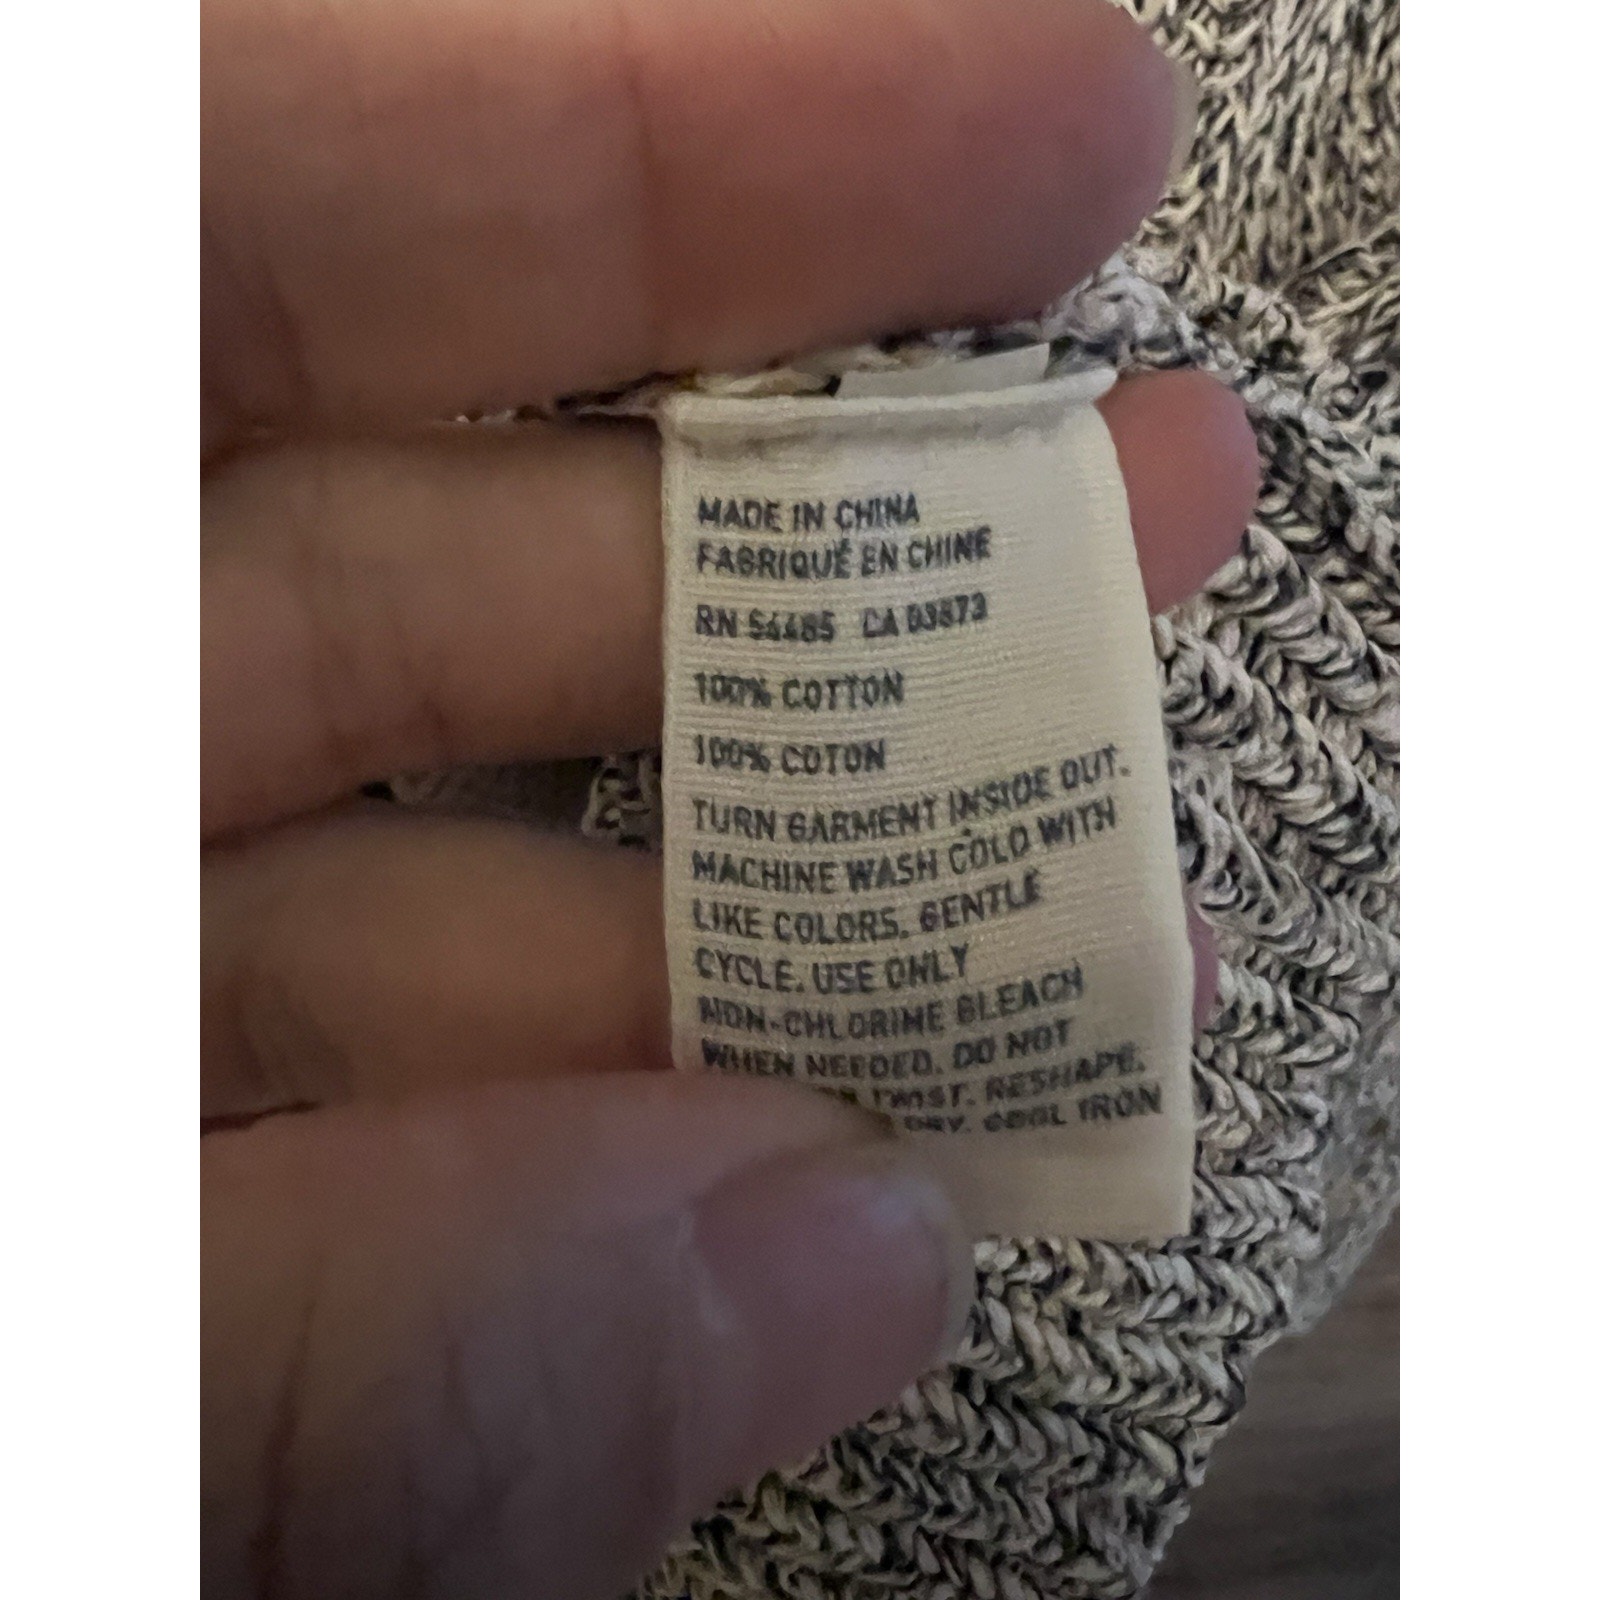 MADE IN CHINA
FABRIQUÉ EN CHINE
RN 54485 CA 03673
100% COTTON
100% COTON
TURN GARMENT INSIDE OUT.
MACHINE WASH COLD WITH
LIKE COLORS. GENTLE
CYCLE. USE ONLY
NON-CHLORINE BLEACH
WHEN NEEDED. DO NOT
TWIST. RESHAPE.
DRY. COOL IRON